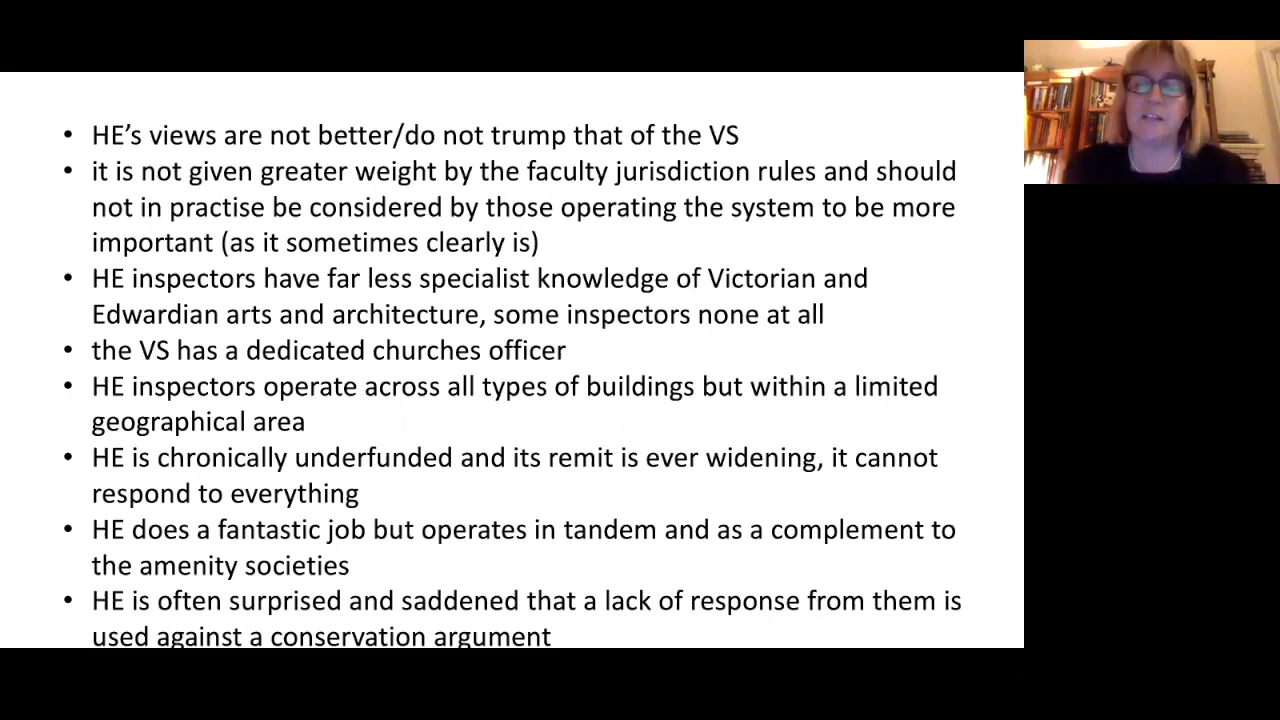 • HE's views are not better/do not trump that of the VS
• it is not given greater weight by the faculty jurisdiction rules and should
not in practise be considered by those operating the system to be more
important (as it sometimes clearly is)
• HE inspectors have far less specialist knowledge of Victorian and
Edwardian arts and architecture, some inspectors none at all
• the VS has a dedicated churches officer
• HE inspectors operate across all types of buildings but within a limited
geographical area
• HE is chronically underfunded and its remit is ever widening, it cannot
respond to everything
• HE does a fantastic job but operates in tandem and as a complement to
the amenity societies
• HE is often surprised and saddened that a lack of response from them is
used against a conservation argument